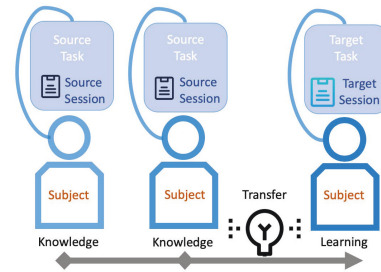 Source
Task
Source
Session
Source
Task
Source
Session
Target
Task
Target
Session
Subject
Subject
Transfer
Subject
Knowledge
Knowledge
Learning